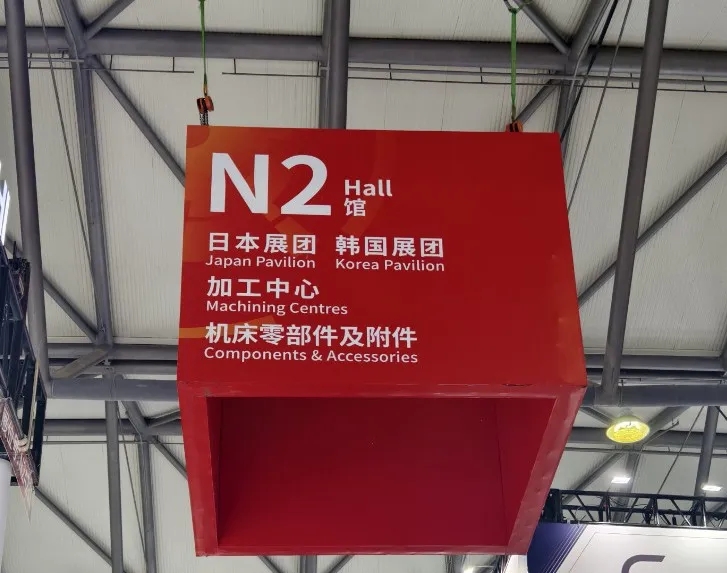 N2 Hall
馆
日本展团 韩国展团
Japan Pavilion Korea Pavilion
加工中心
Machining Centres
机床零部件及附件
Components & Accessories